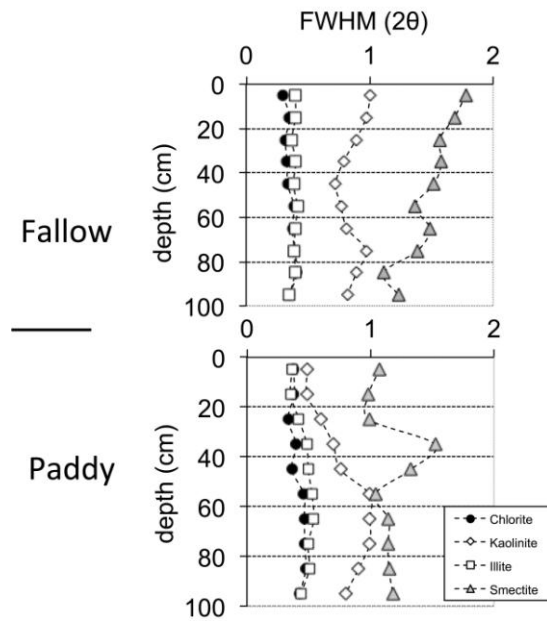 FWHM (2θ)
0 1 2
0
20
40
60
80
100
depth (cm)
Fallow
0 1 2
0
20
40
60
80
100
depth (cm)
Paddy
Chlorite
Kaolinite
Illite
Smectite